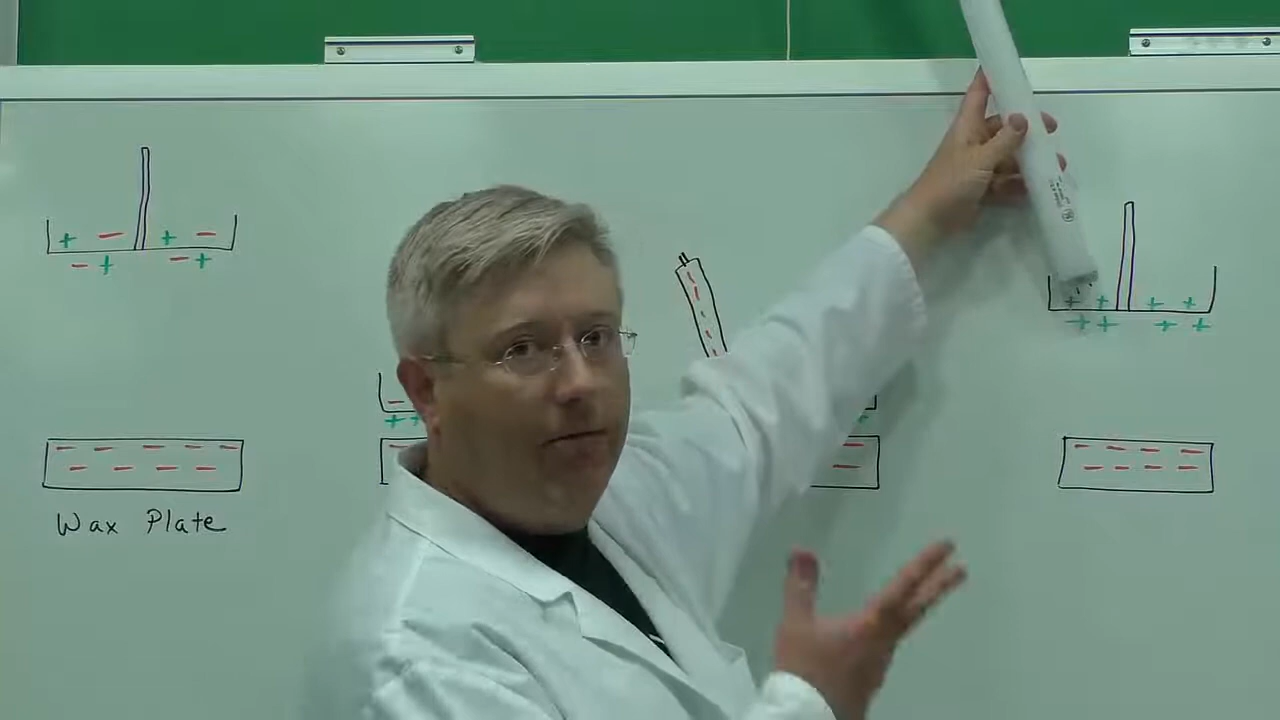 + - + -
- + - +
+ + + +
+ + + +
-
+ +
- - - - -
- - - -
- - - -
- - - -
Wax Plate